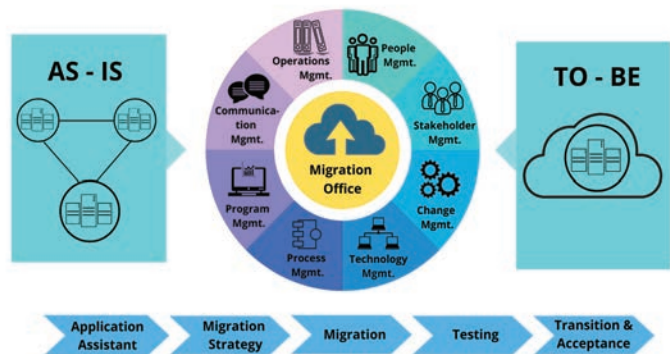 AS - IS
Operations
Mgmt.
People
Mgmt.
Stakeholder
Mgmt.
Change
Mgmt.
Technology
Mgmt.
Process
Mgmt.
Program
Mgmt.
Communica-
tion
Mgmt.
Migration
Office
TO - BE
Application
Assistant
Migration
Strategy
Migration
Testing
Transition &
Acceptance